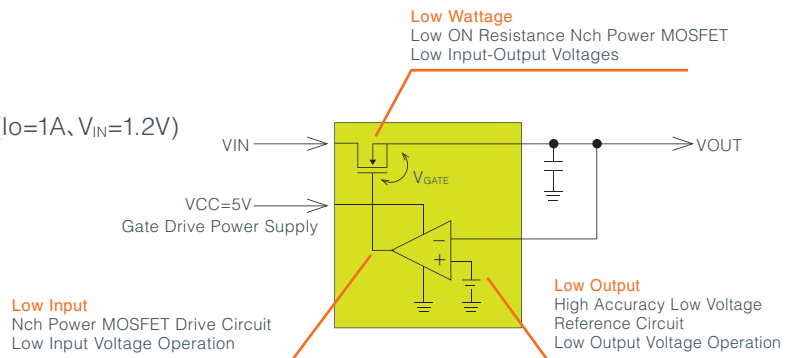 Low Wattage
Low ON Resistance Nch Power MOSFET
Low Input-Output Voltages
(Io=1A、VIN=1.2V)
VIN
VOUT
VGATE
VCC=5V
Gate Drive Power Supply
−
+
Low Input
Nch Power MOSFET Drive Circuit
Low Input Voltage Operation
Low Output
High Accuracy Low Voltage
Reference Circuit
Low Output Voltage Operation